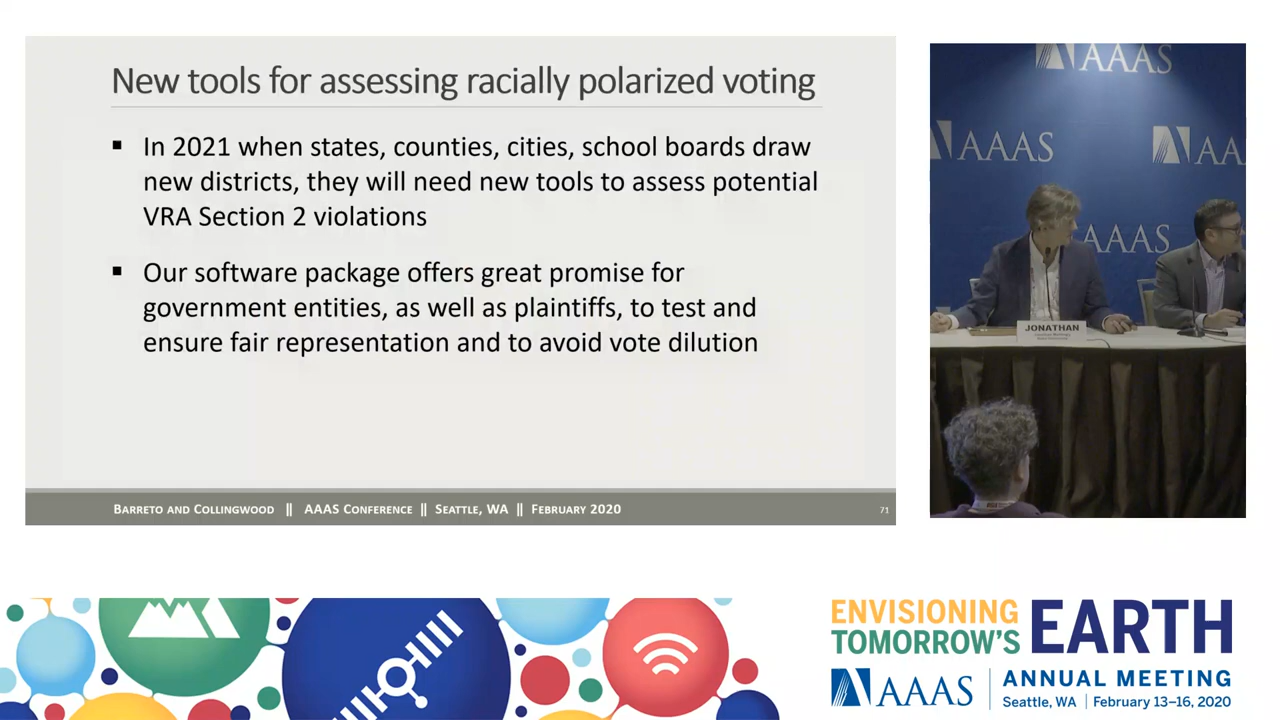 New tools for assessing racially polarized voting
▪ In 2021 when states, counties, cities, school boards draw
new districts, they will need new tools to assess potential
VRA Section 2 violations
▪ Our software package offers great promise for
government entities, as well as plaintiffs, to test and
ensure fair representation and to avoid vote dilution
BARRETO AND COLLINGWOOD || AAAS CONFERENCE || SEATTLE, WA || FEBRUARY 2020
71
AAAS
AAAS
AA
AAAS
JONATHAN
ENVISIONING
TOMORROW'S
EARTH
AAAS
ANNUAL MEETING
Seattle, WA | February 13–16, 2020